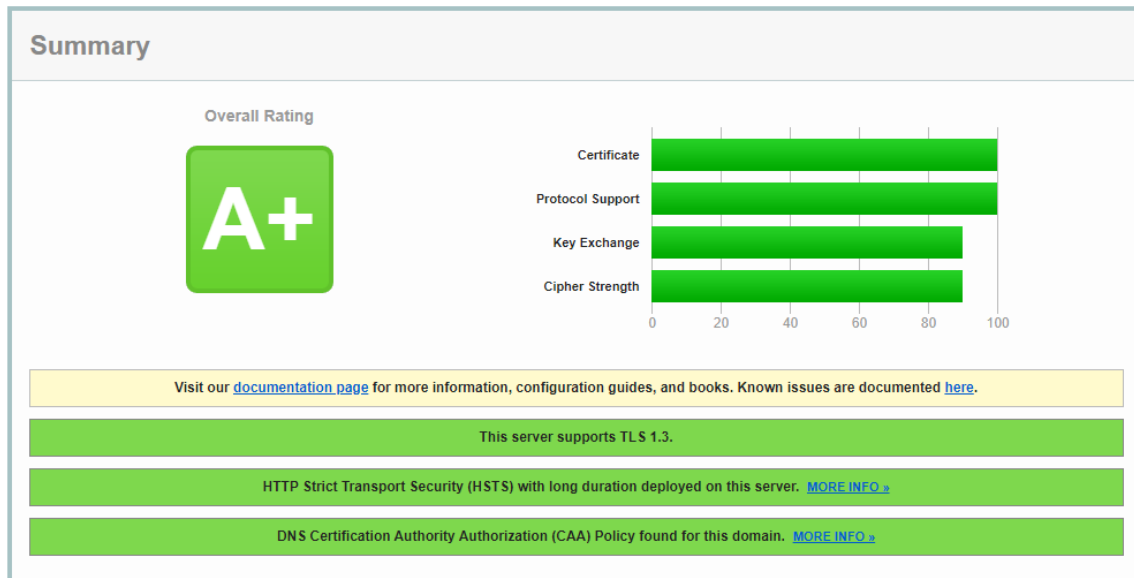 Summary
Overall Rating
A+
Certificate
Protocol Support
Key Exchange
Cipher Strength
0 20 40 60 80 100
Visit our documentation page for more information, configuration guides, and books. Known issues are documented here.
This server supports TLS 1.3.
HTTP Strict Transport Security (HSTS) with long duration deployed on this server. MORE INFO »
DNS Certification Authority Authorization (CAA) Policy found for this domain. MORE INFO »